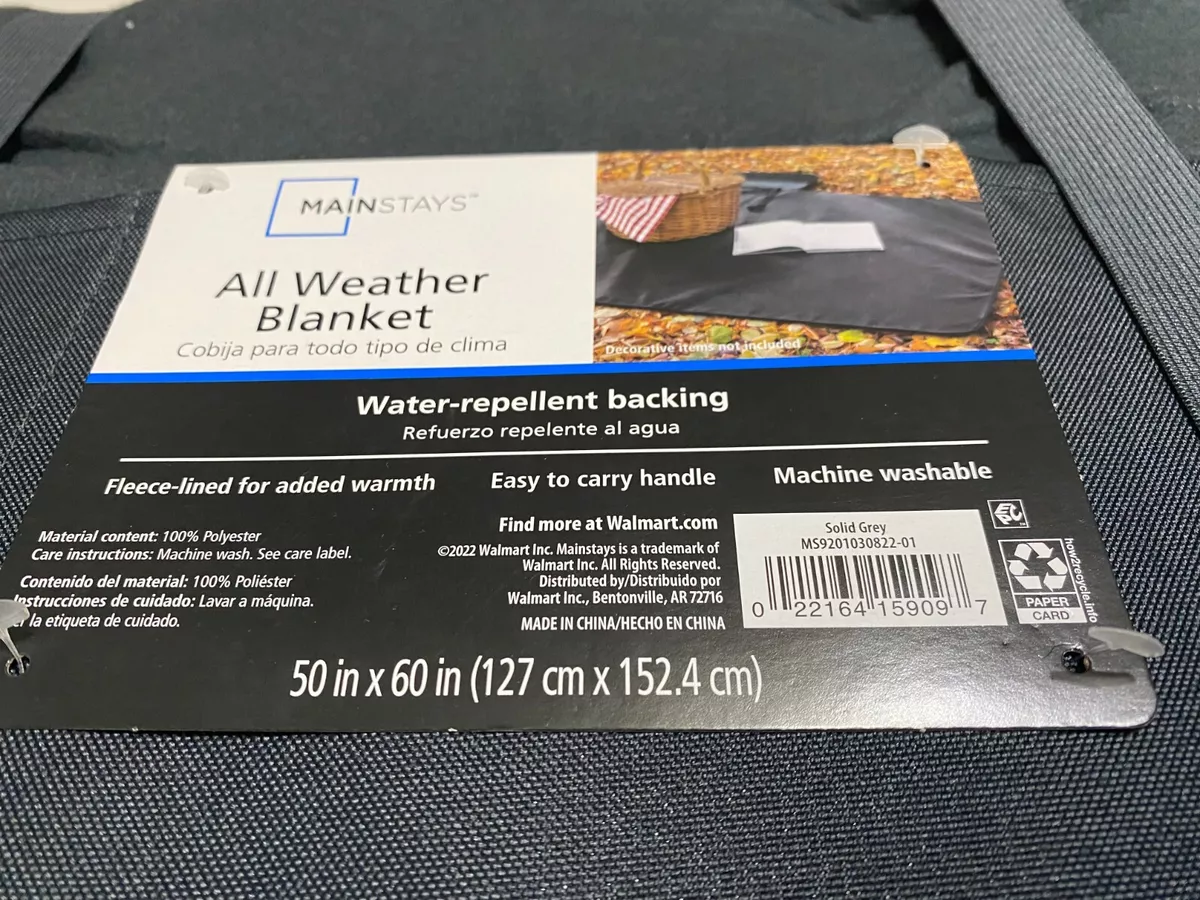 MAINSTAYS™
All Weather
Blanket
Cobija para todo tipo de clima
Decorative items not included
Water-repellent backing
Refuerzo repelente al agua
Fleece-lined for added warmth
Easy to carry handle
Machine washable
Material content: 100% Polyester
Care instructions: Machine wash. See care label.
Contenido del material: 100% Poliéster
Instrucciones de cuidado: Lavar a máquina.
la etiqueta de cuidado.
Find more at Walmart.com
©2022 Walmart Inc. Mainstays is a trademark of
Walmart Inc. All Rights Reserved.
Distributed by/Distribuido por
Walmart Inc., Bentonville, AR 72716
MADE IN CHINA/HECHO EN CHINA
Solid Grey
MS9201030822-01
0 22164 15909 7
PAPER
CARD
how2recycle.info
50 in x 60 in (127 cm x 152.4 cm)